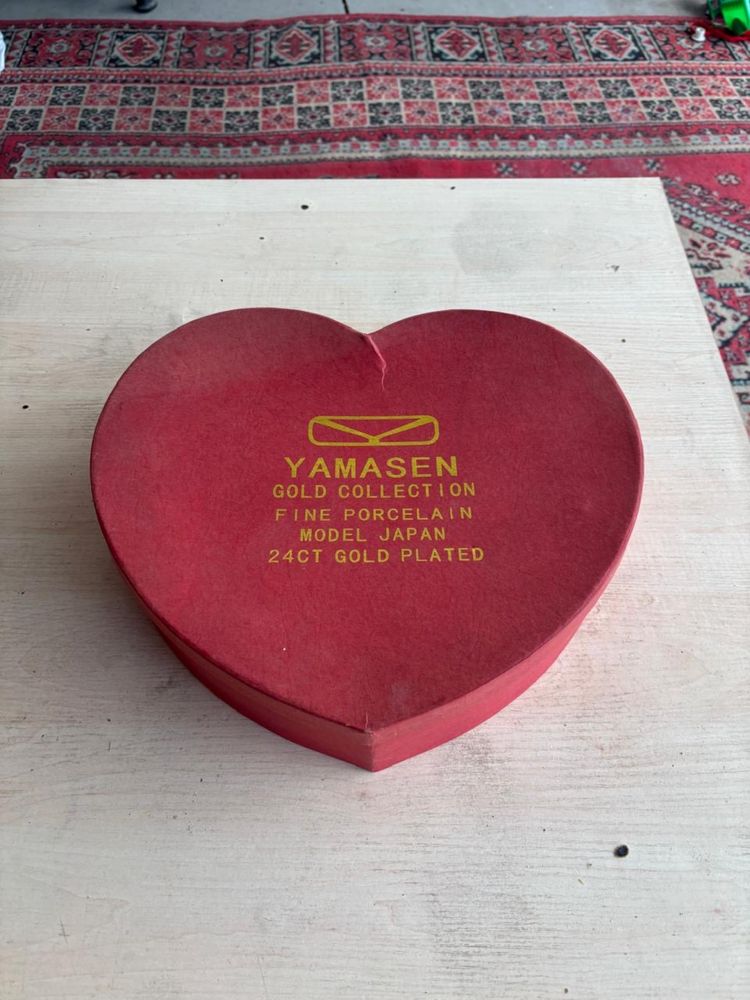 YAMASEN
GOLD COLLECTION
FINE PORCELAIN
MODEL JAPAN
24CT GOLD PLATED